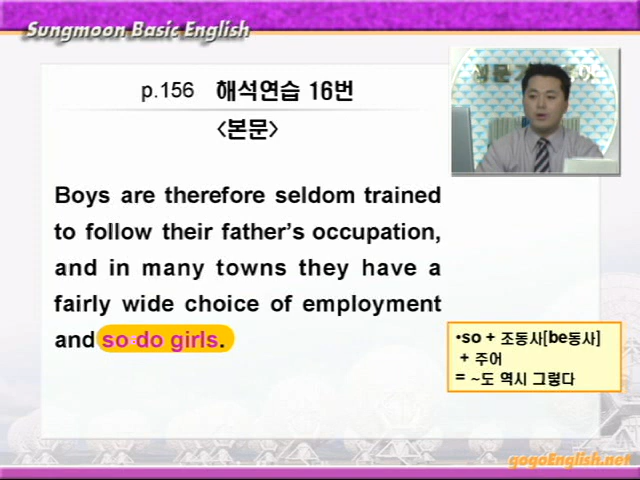 Sungmoon Basic English
p.156 해석연습 16번
<본문>
Boys are therefore seldom trained
to follow their father's occupation,
and in many towns they have a
fairly wide choice of employment
and so do girls.
•so + 조동사[be동사]
+ 주어
= ~도 역시 그렇다
gogoEnglish.net